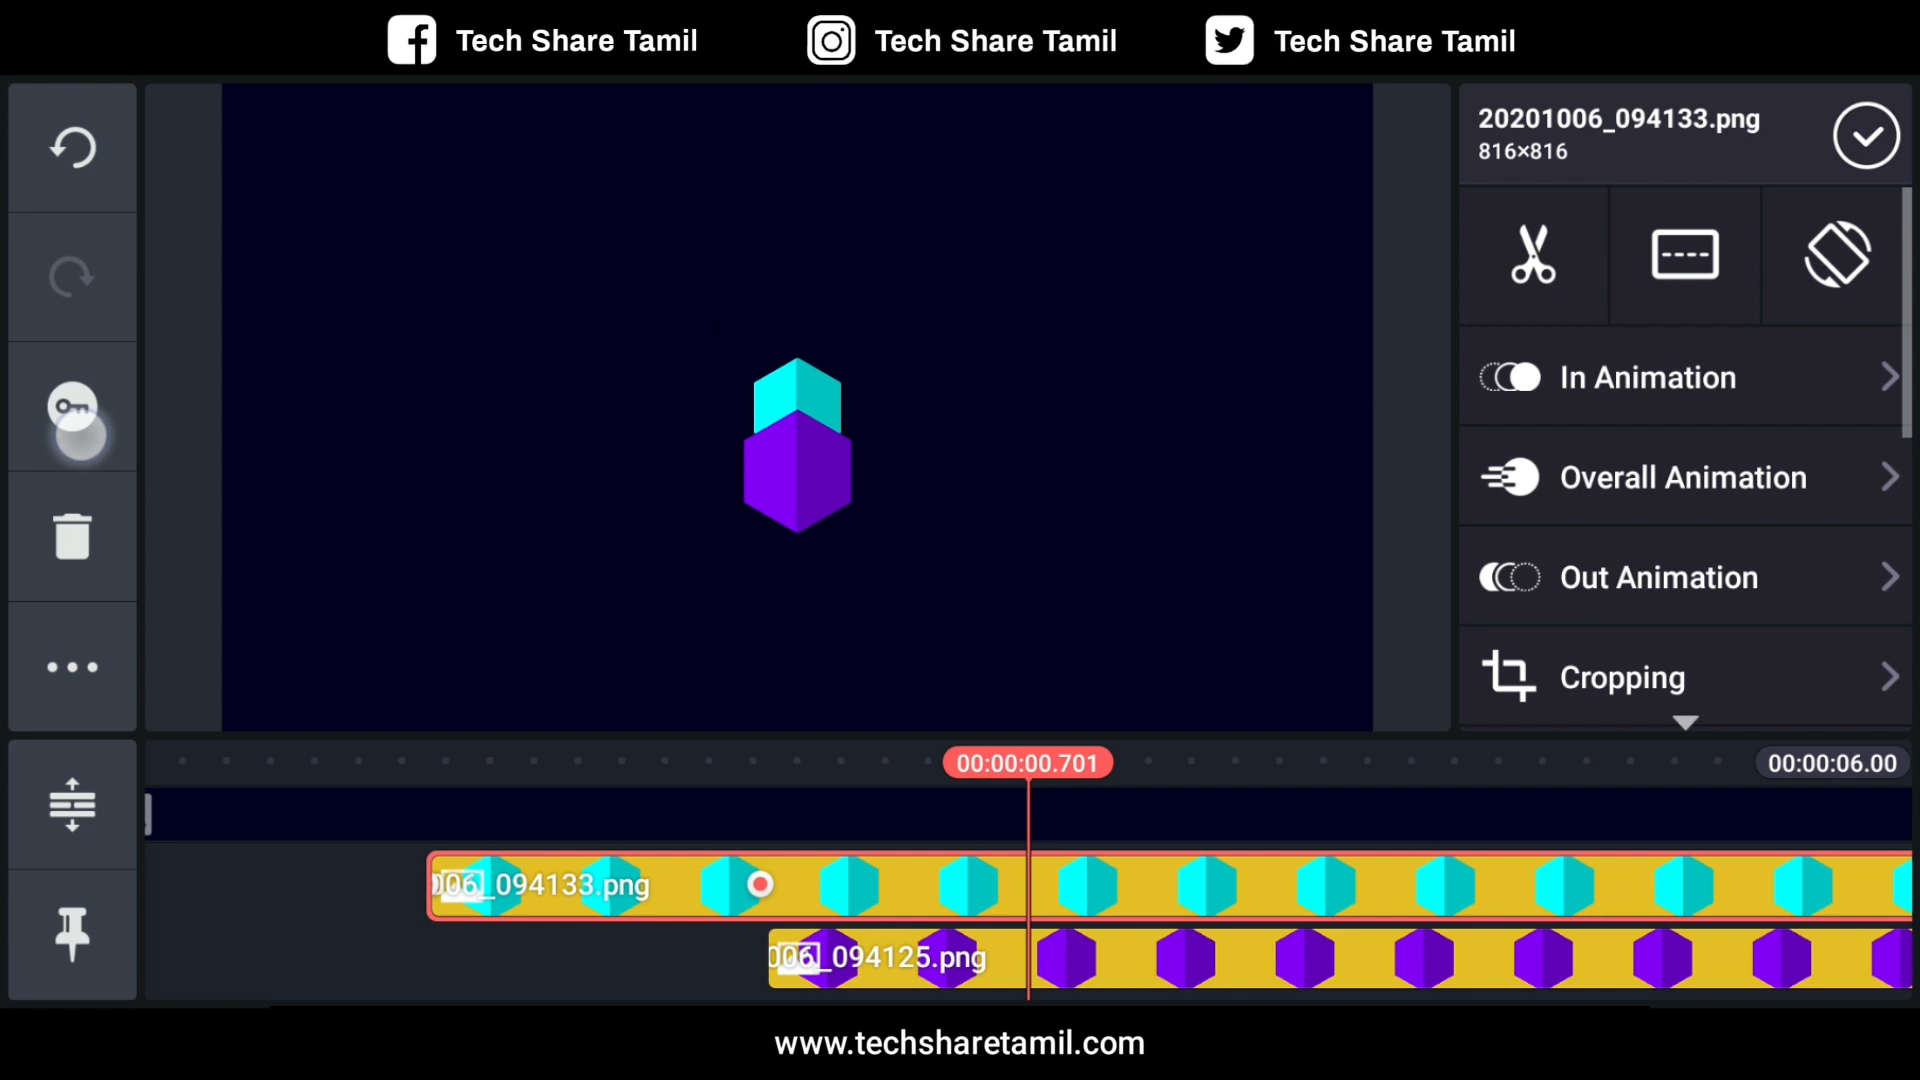 Tech Share Tamil
Tech Share Tamil
Tech Share Tamil
20201006_094133.png
816×816
In Animation
Overall Animation
Out Animation
Cropping
00:00:00.701
00:00:06.00
006_094133.png
006_094125.png
www.techsharetamil.com